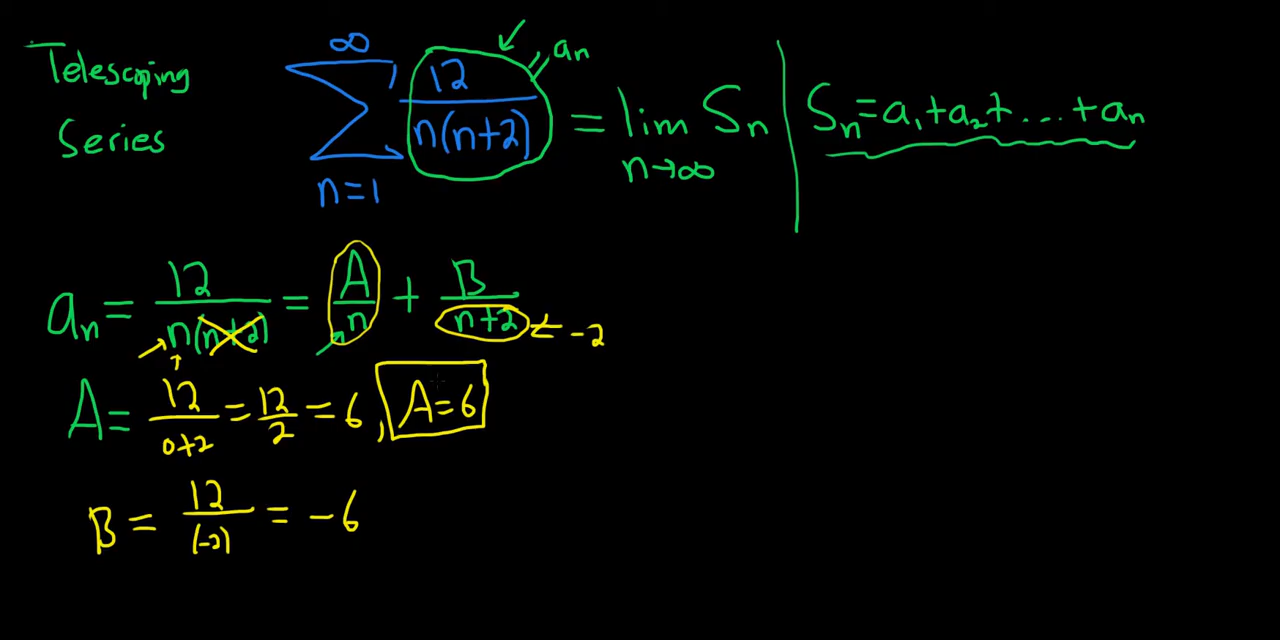 Telescoping Series
∞ ∑ n=1 12/(n(n+2)) = lim n→∞ Sn
an
Sn = a1 + a2 + ... + an
an = 12/(n(n+2)) = A/n + B/(n+2) ← -2
A = 12/(0+2) = 12/2 = 6, A = 6
B = 12/(-2) = -6